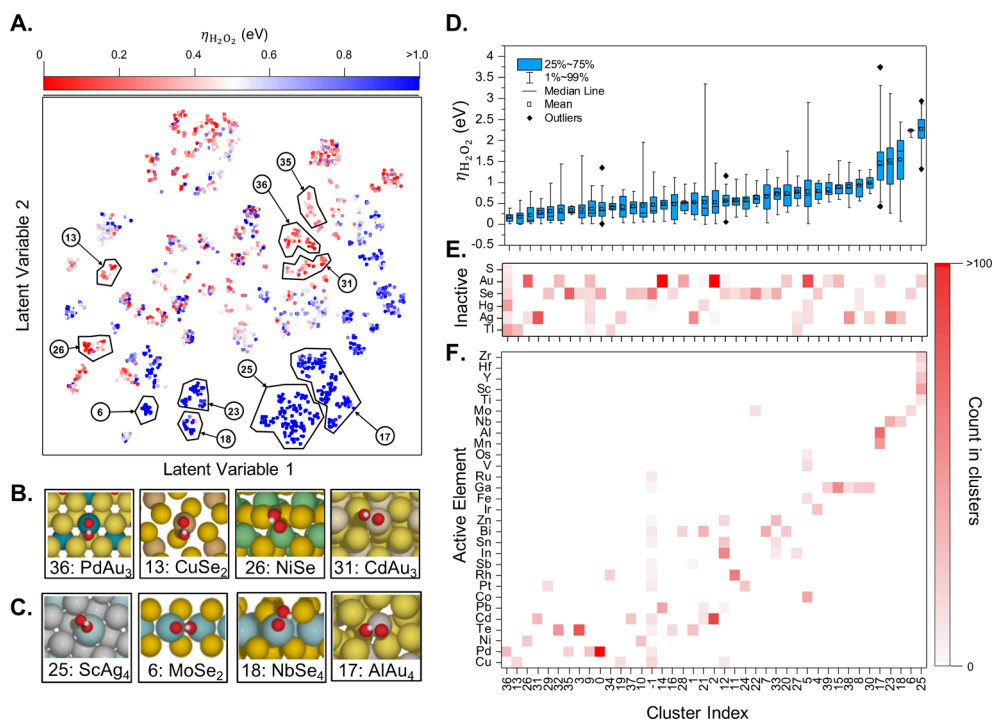 A.
η_H₂O₂ (eV)
0 0.2 0.4 0.6 0.8 >1.0
Latent Variable 2
35
36
13
31
26
25
6
23
18
17
Latent Variable 1
B.
36: PdAu₃
13: CuSe₂
26: NiSe
31: CdAu₃
C.
25: ScAg₄
6: MoSe₂
18: NbSe₄
17: AlAu₄
D.
η_H₂O₂ (eV)
4
3.5
3.0
2.5
2.0
1.5
1.0
0.5
0
-0.5
25%~75%
1%~99%
Median Line
Mean
Outliers
E.
Inactive
S
Au
Se
Hg
Ag
Tl
F.
Active Element
Zr
Hf
Y
Sc
Ti
Mo
Nb
Al
Mn
Os
V
Ru
Ga
Fe
Ir
Zn
Bi
Sn
In
Sb
Rh
Pt
Co
Pb
Cd
Te
Ni
Pd
Cu
36 13 26 31 29 32 35 3 9 0 34 19 37 10 -1 14 16 28 1 21 2 12 11 24 22 7 33 20 27 5 4 39 15 38 8 30 17 23 18 6 25
Cluster Index
>100
Count in clusters
0